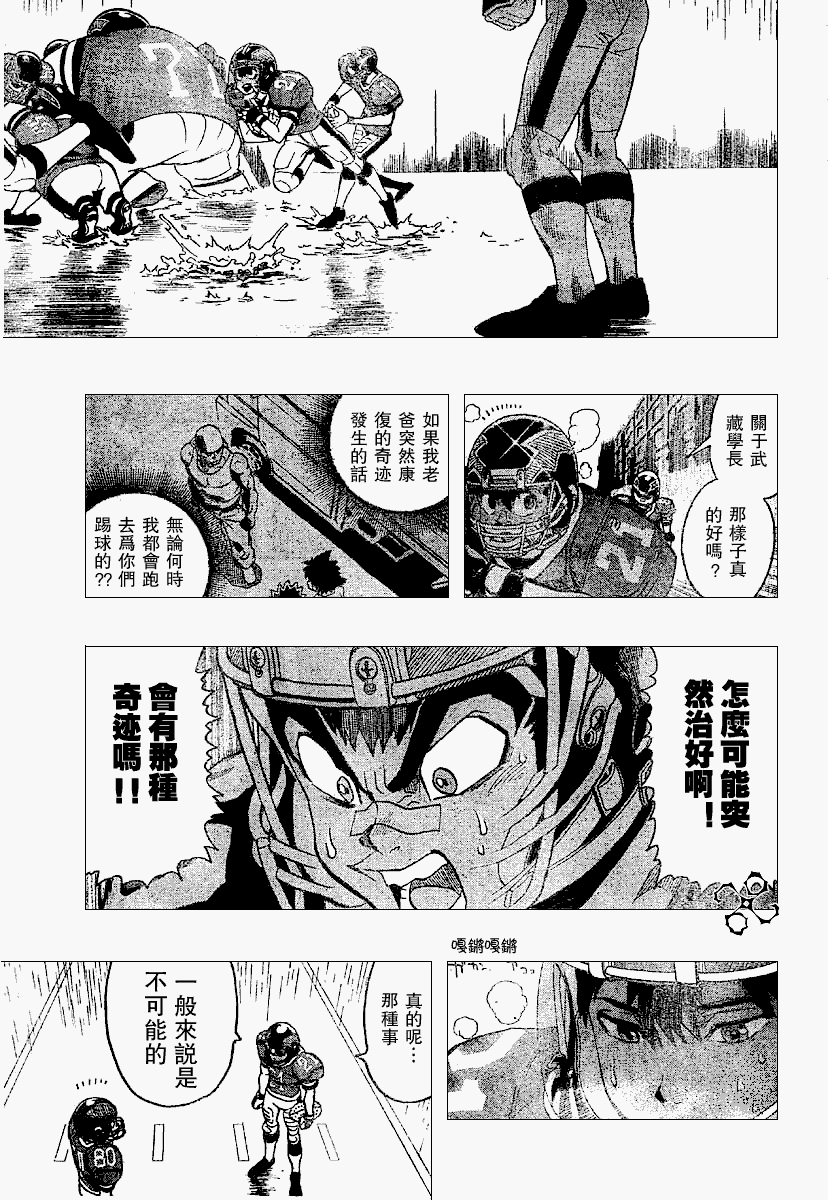 71
關于武
藏學長
那樣子真
的好嗎？
21
如果我老
爸突然康
復的奇迹
發生的話
無論何時
我都會跑
去爲你們
踢球的??
怎麼可能突
然治好啊！
會有那種
奇迹嗎!!
嘎鏘嘎鏘
真的呢…
那種事
一般來說是
不可能的
80